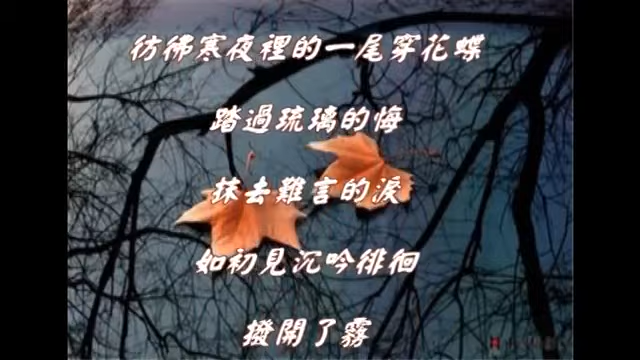 彷彿寒夜裡的一尾穿花蝶
踏過琉璃的悔
抹去難言的淚
如初見沉吟徘徊
撥開了霧